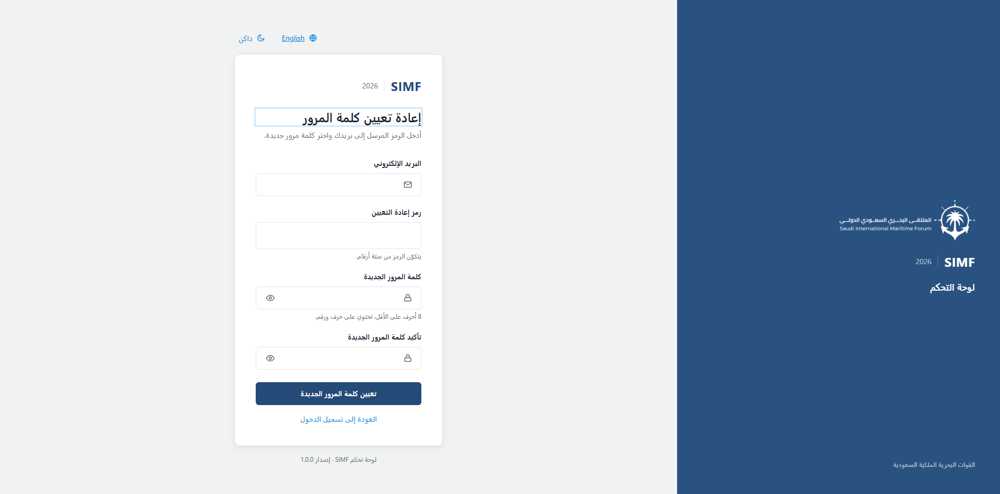 الملتقى البحري السعودي الدولي
Saudi International Maritime Forum
SIMF 2026
لوحة التحكم
القوات البحرية الملكية السعودية
English
داكن
SIMF 2026
إعادة تعيين كلمة المرور
أدخل الرمز المرسل إلى بريدك واختر كلمة مرور جديدة.
البريد الإلكتروني
رمز إعادة التعيين
يتكوّن الرمز من ستة أرقام.
كلمة المرور الجديدة
8 أحرف على الأقل، تحتوي على حرف ورقم.
تأكيد كلمة المرور الجديدة
تعيين كلمة المرور الجديدة
العودة إلى تسجيل الدخول
لوحة تحكم SIMF · إصدار 1.0.0